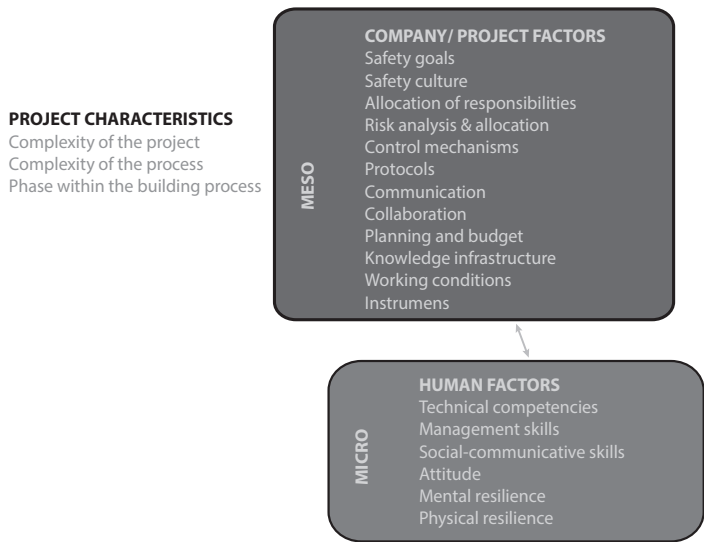 PROJECT CHARACTERISTICS
Complexity of the project
Complexity of the process
Phase within the building process
MESO
COMPANY/ PROJECT FACTORS
Safety goals
Safety culture
Allocation of responsibilities
Risk analysis & allocation
Control mechanisms
Protocols
Communication
Collaboration
Planning and budget
Knowledge infrastructure
Working conditions
Instrumens
MICRO
HUMAN FACTORS
Technical competencies
Management skills
Social-communicative skills
Attitude
Mental resilience
Physical resilience